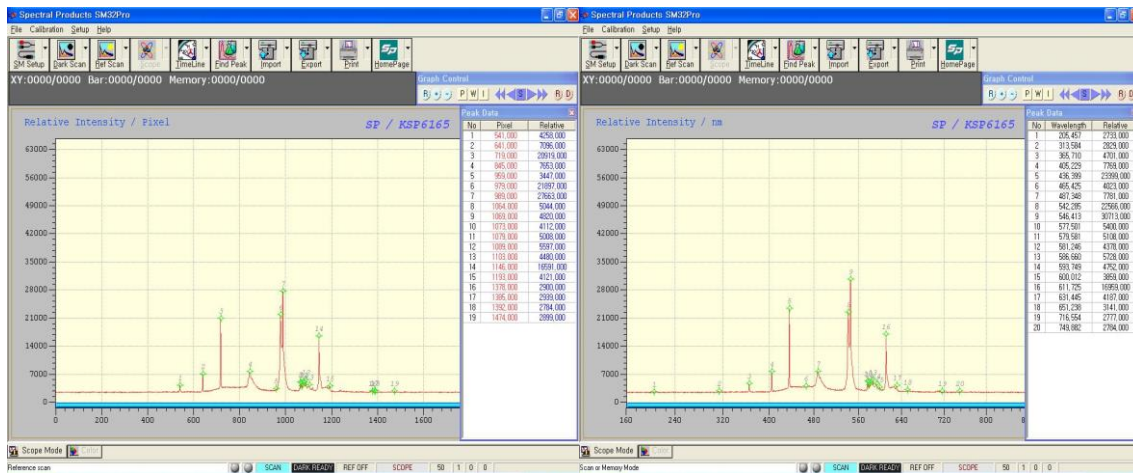 Spectral Products SM32Pro
File Calibration Setup Help
SM Setup Dark Scan Ref Scan Scope TimeLine Find Peak Import Export Print HomePage
XY:0000/0000 Bar:0000/0000 Memory:0000/0000
Graph Control
P W I S R D
Relative Intensity / Pixel
SP / KSP6165
63000
56000
49000
42000
35000
28000
21000
14000
7000
0
0 200 400 600 800 1000 1200 1400 1600
Peak Data
No Pixel Relative
1 541,000 4258,000
2 641,000 7096,000
3 719,000 20919,000
4 845,000 7653,000
5 959,000 3447,000
6 979,000 21897,000
7 989,000 27663,000
8 1064,000 5044,000
9 1069,000 4820,000
10 1073,000 4112,000
11 1079,000 5008,000
12 1089,000 5597,000
13 1103,000 4480,000
14 1146,000 16591,000
15 1193,000 4121,000
16 1378,000 2900,000
17 1385,000 2939,000
18 1392,000 2784,000
19 1474,000 2899,000
Scope Mode Color
Reference scan
SCAN DARK READY REF OFF SCOPE 50 1 0 0
Spectral Products SM32Pro
File Calibration Setup Help
SM Setup Dark Scan Ref Scan Scope TimeLine Find Peak Import Export Print HomePage
XY:0000/0000 Bar:0000/0000 Memory:0000/0000
Graph Control
P W I S R D
Relative Intensity / nm
SP / KSP6165
63000
56000
49000
42000
35000
28000
21000
14000
7000
0
160 240 320 400 480 560 640 720 800
Peak Data
No Wavelength Relative
1 205,457 2733,000
2 313,584 2829,000
3 365,710 4701,000
4 405,229 7769,000
5 436,399 23399,000
6 465,425 4023,000
7 487,348 7781,000
8 542,285 22566,000
9 546,413 30713,000
10 577,501 5400,000
11 579,581 5108,000
12 581,246 4378,000
13 586,660 5728,000
14 593,749 4752,000
15 600,012 3859,000
16 611,725 16959,000
17 631,445 4187,000
18 651,238 3141,000
19 716,554 2777,000
20 749,882 2784,000
Scope Mode Color
Scan or Memory Mode
SCAN DARK READY REF OFF SCOPE 50 1 0 0